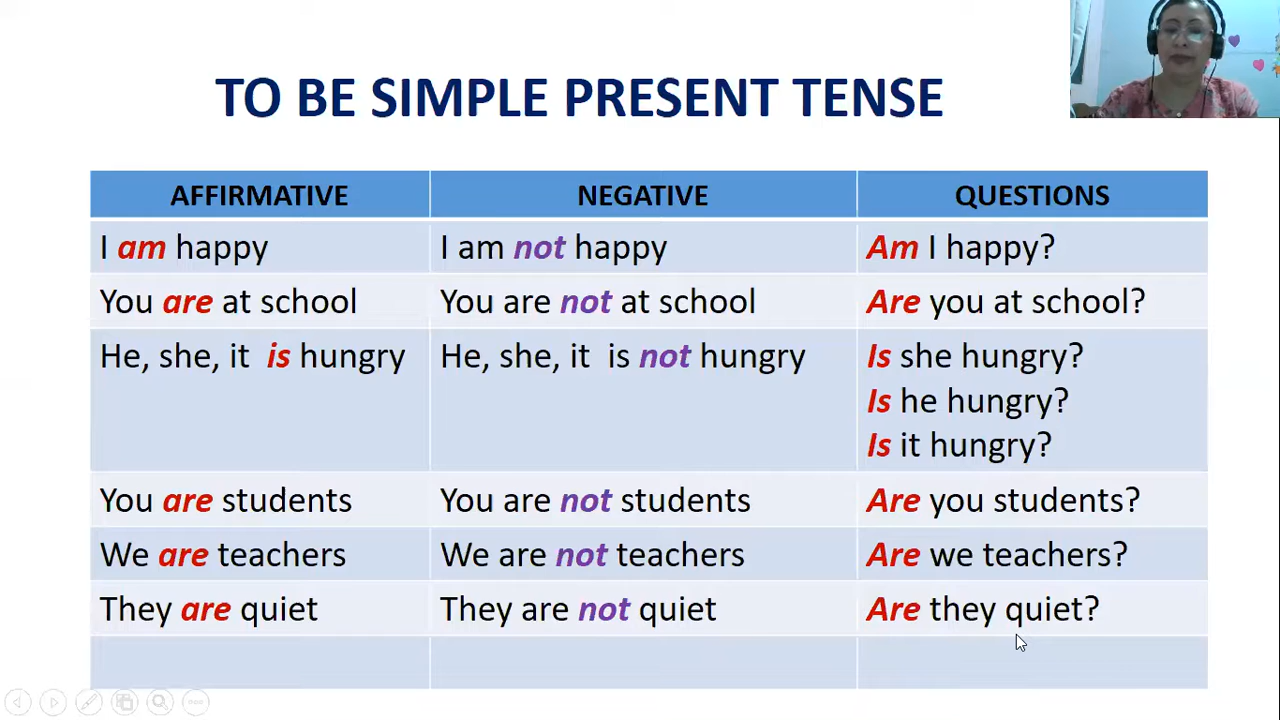 TO BE SIMPLE PRESENT TENSE
AFFIRMATIVE NEGATIVE QUESTIONS
I am happy I am not happy Am I happy?
You are at school You are not at school Are you at school?
He, she, it is hungry He, she, it is not hungry Is she hungry?
Is he hungry?
Is it hungry?
You are students You are not students Are you students?
We are teachers We are not teachers Are we teachers?
They are quiet They are not quiet Are they quiet?